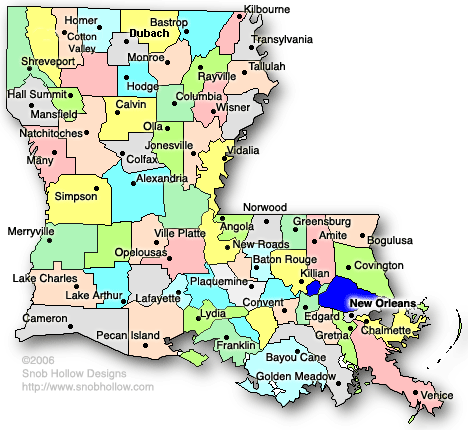 Kilbourne
Homer
Bastrop
Dubach
Cotton
Valley
Transylvania
Monroe
Shreveport
Rayville
Tallulah
Hodge
Hall Summit
Columbia
Mansfield
Calvin
Wisner
Olla
Natchitoches
Jonesville
Many
Colfax
Vidalia
Alexandria
Simpson
Norwood
Angola
Greensburg
Merryville
Ville Platte
Amite
Bogulusa
Opelousas
New Roads
Baton Rouge
Covington
Killian
Lake Charles
Plaquemine
Lake Arthur
Lafayette
Convent
New Orleans
Cameron
Lydia
Edgard
Chalmette
Pecan Island
Gretna
Franklin
Bayou Cane
Golden Meadow
Venice
©2006
Snob Hollow Designs
http://www.snobhollow.com